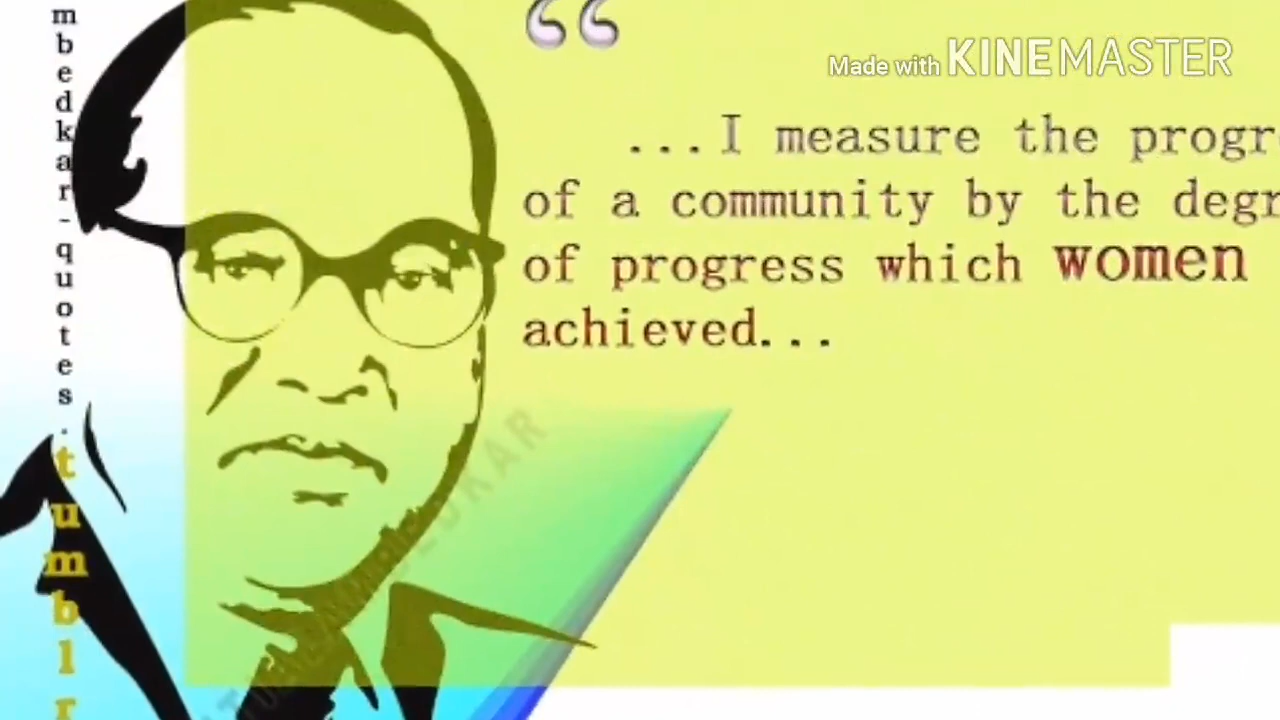 mbedkar-quotes.tumblr
“
Made with KINEMASTER
...I measure the progr
of a community by the degr
of progress which women
achieved...